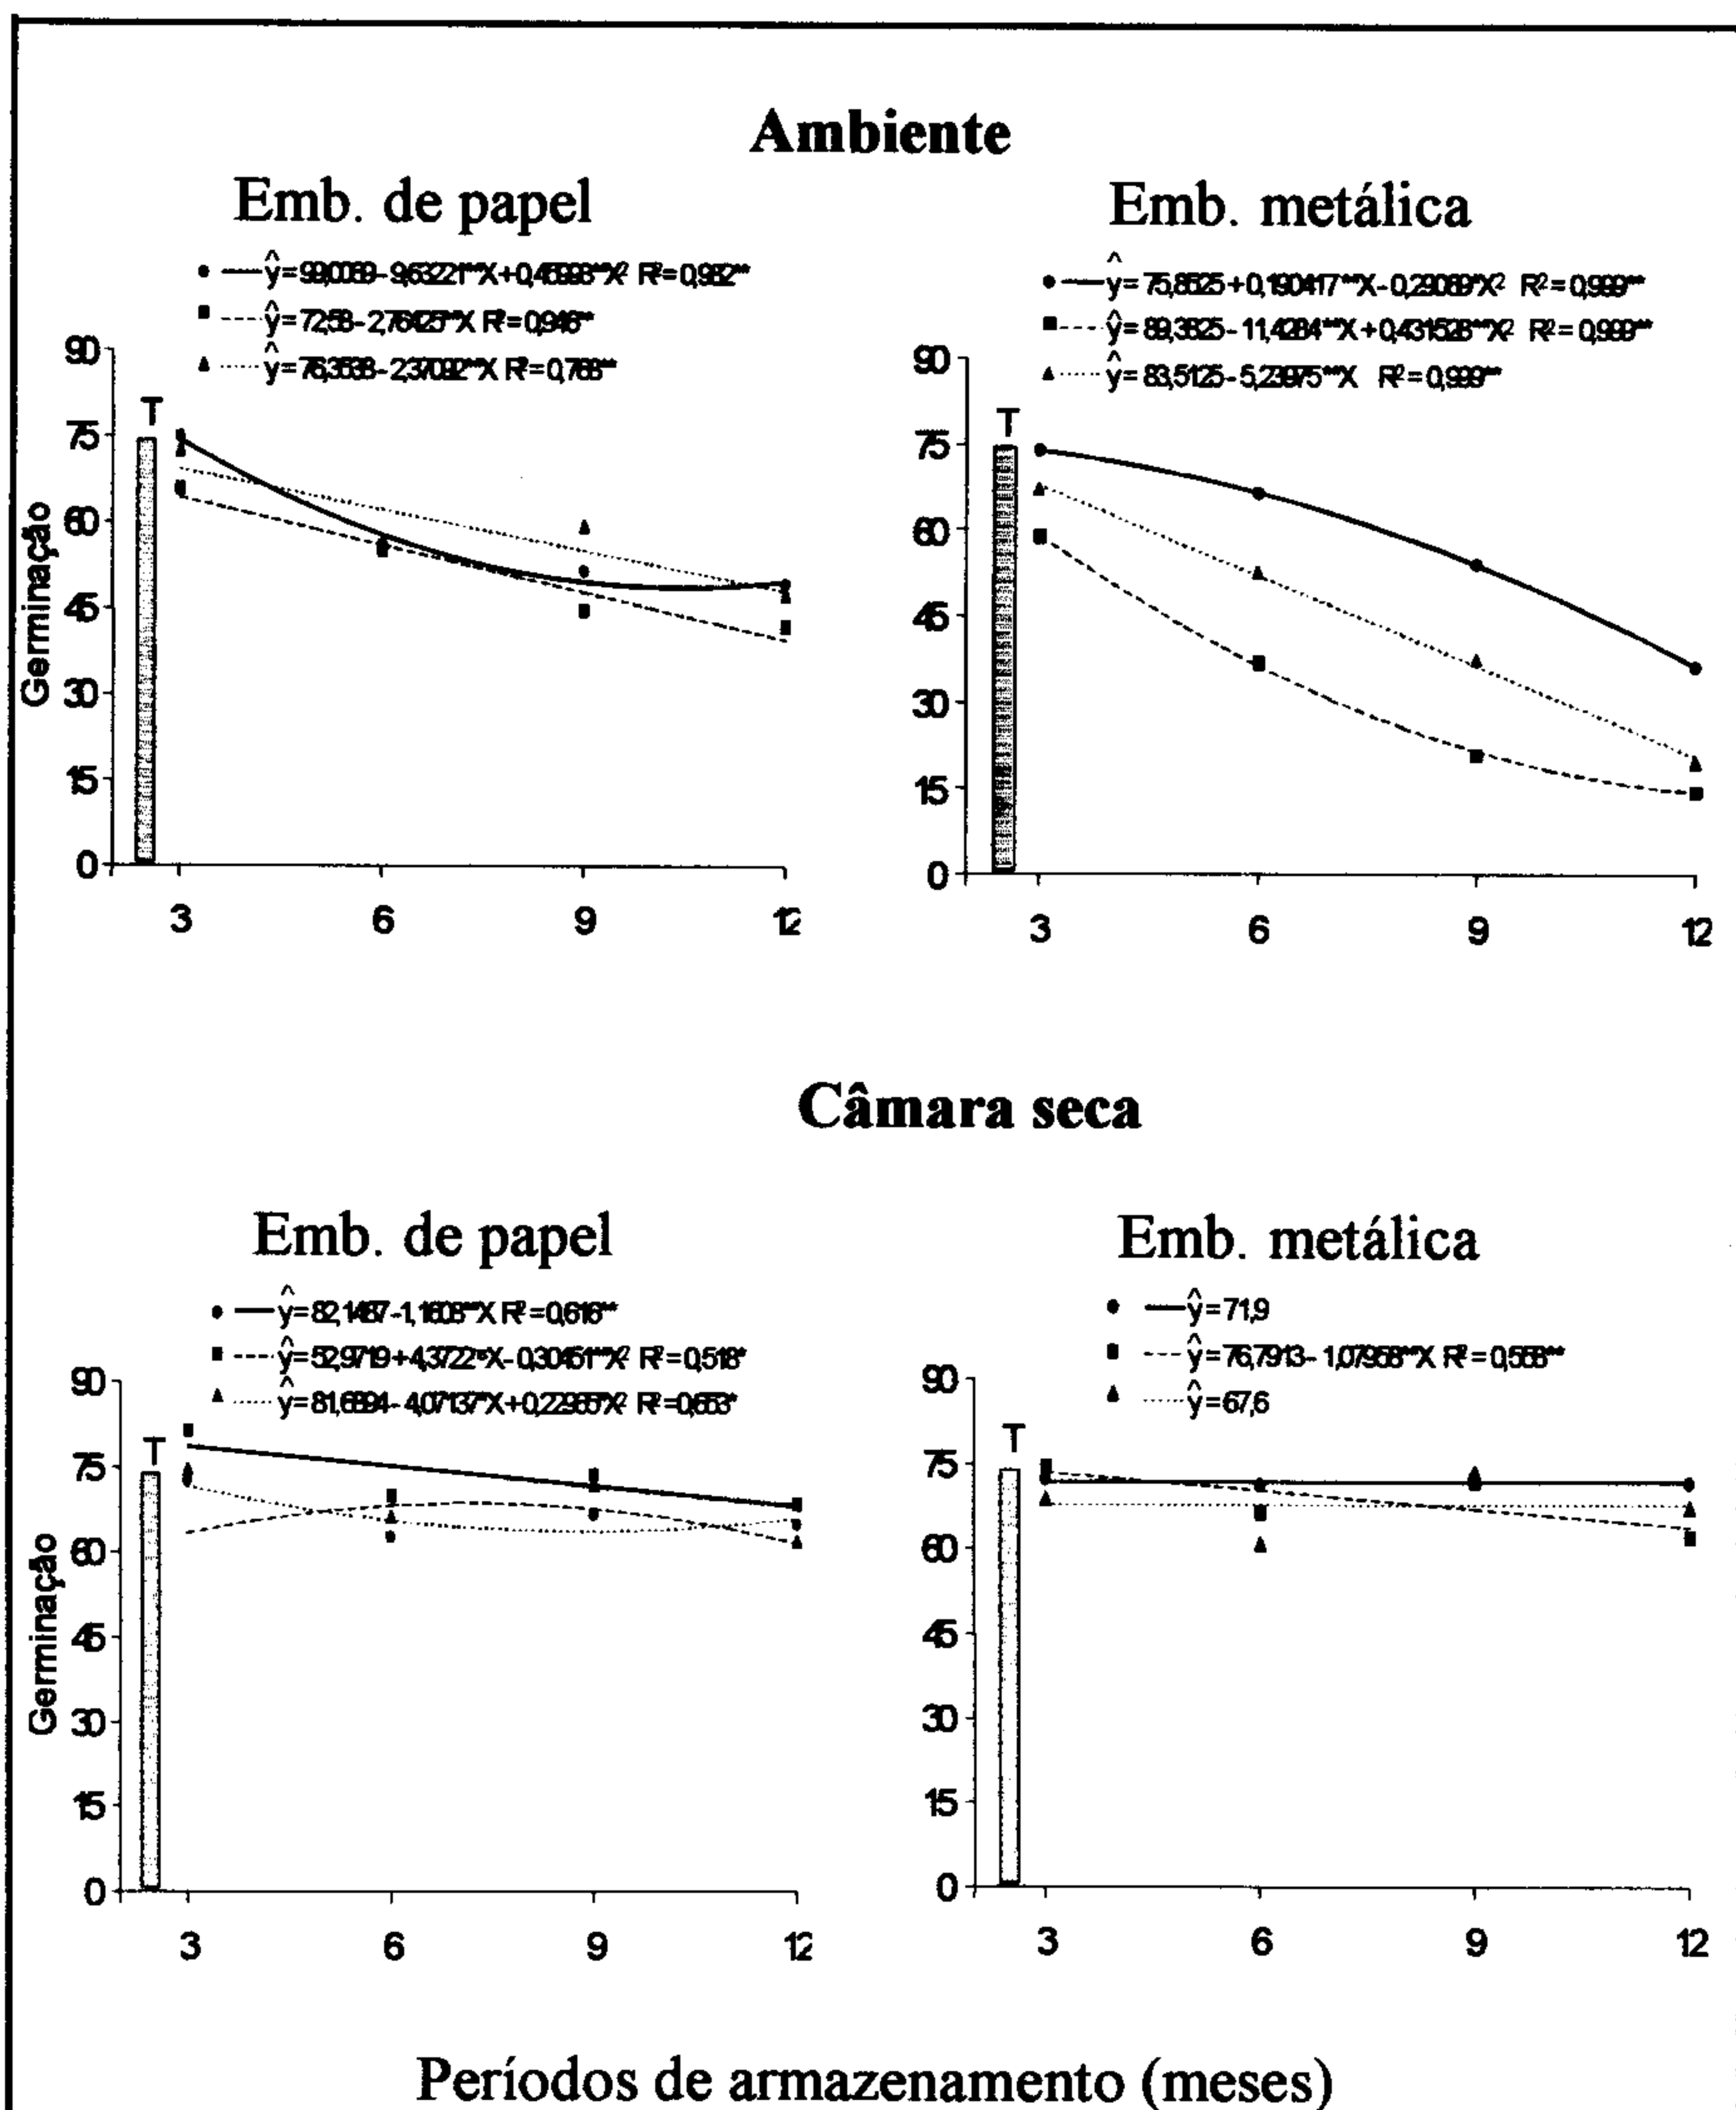 Ambiente
Emb. de papel
ŷ=99,0059-9,63221**X+0,45993**X² R²=0,982**
ŷ=72,58-2,76425**X R²=0,946**
ŷ=76,3538-2,37092**X R²=0,768**
Germinação
90
75
60
45
30
15
0
T
3 6 9 12
Emb. metálica
ŷ=75,8525+0,190417**X-0,29089*X² R²=0,999**
ŷ=89,3825-11,4284**X+0,431528**X² R²=0,999**
ŷ=83,5125-5,23975**X R²=0,999**
90
75
60
45
30
15
0
T
3 6 9 12
Câmara seca
Emb. de papel
ŷ=82,1487-1,1608**X R²=0,616**
ŷ=52,9719+4,3722ⁿˢX-0,30451**X² R²=0,518*
ŷ=81,6894-4,07137**X+0,22985**X² R²=0,653*
Germinação
90
75
60
45
30
15
0
T
3 6 9 12
Emb. metálica
ŷ=71,9
ŷ=76,7913-1,07958**X R²=0,558**
ŷ=67,6
90
75
60
45
30
15
0
T
3 6 9 12
Períodos de armazenamento (meses)